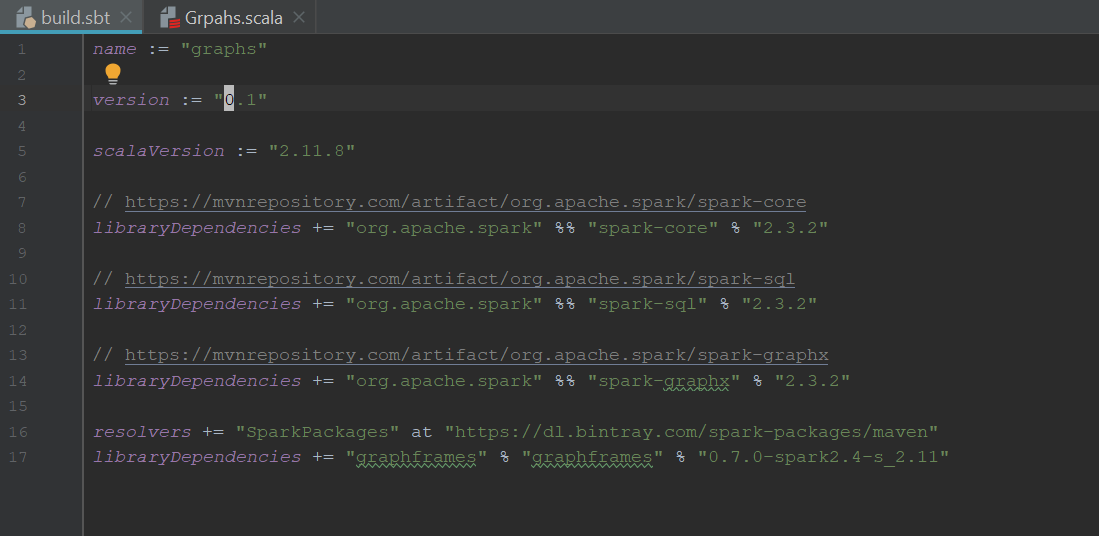 build.sbt Grpahs.scala
1 name := "graphs"
2
3 version := "0.1"
4
5 scalaVersion := "2.11.8"
6
7 // https://mvnrepository.com/artifact/org.apache.spark/spark-core
8 libraryDependencies += "org.apache.spark" %% "spark-core" % "2.3.2"
9
10 // https://mvnrepository.com/artifact/org.apache.spark/spark-sql
11 libraryDependencies += "org.apache.spark" %% "spark-sql" % "2.3.2"
12
13 // https://mvnrepository.com/artifact/org.apache.spark/spark-graphx
14 libraryDependencies += "org.apache.spark" %% "spark-graphx" % "2.3.2"
15
16 resolvers += "SparkPackages" at "https://dl.bintray.com/spark-packages/maven"
17 libraryDependencies += "graphframes" % "graphframes" % "0.7.0-spark2.4-s_2.11"